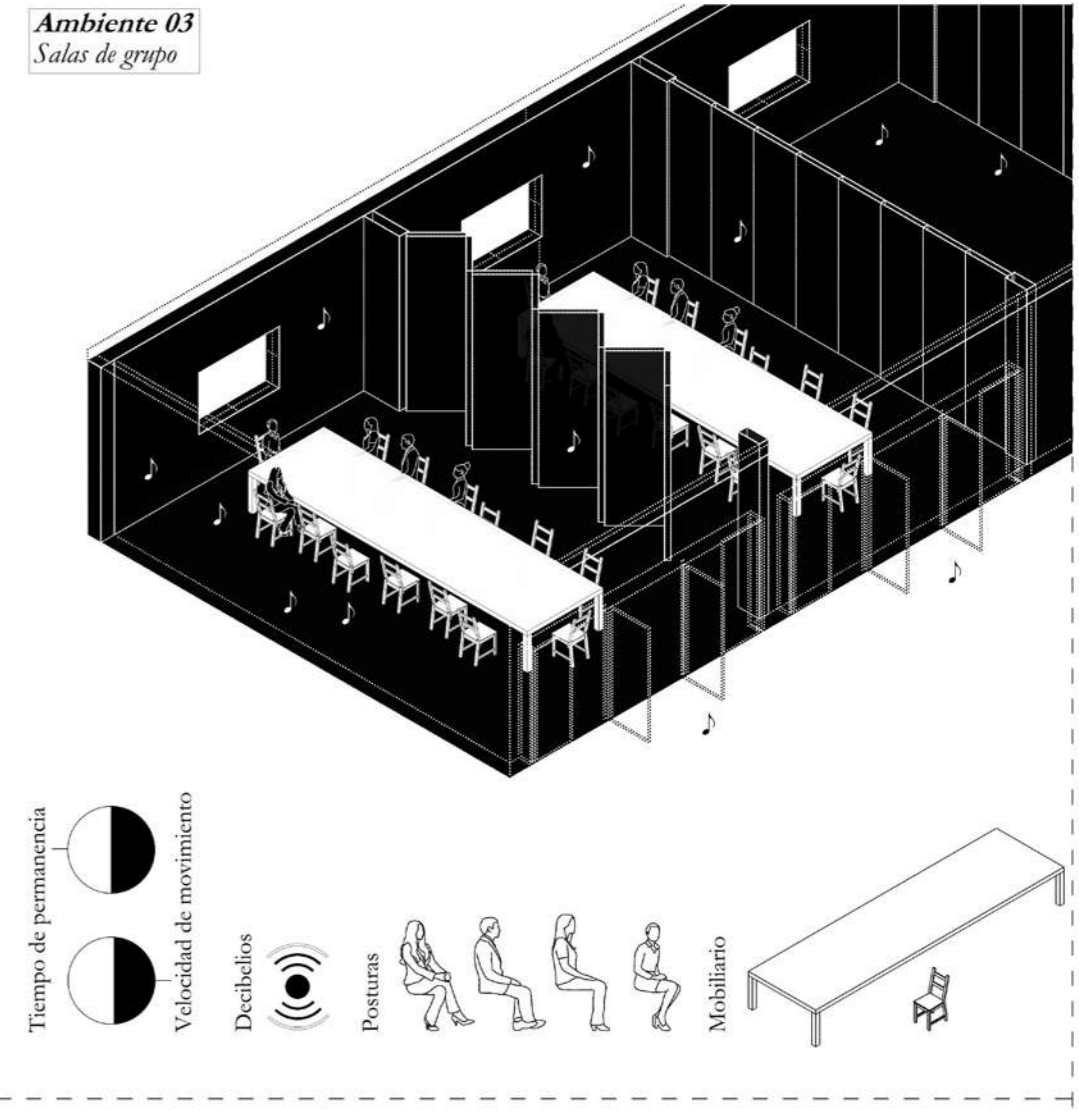 Ambiente 03
Salas de grupo
Tiempo de permanencia
Velocidad de movimiento
Decibelios
Posturas
Mobiliario